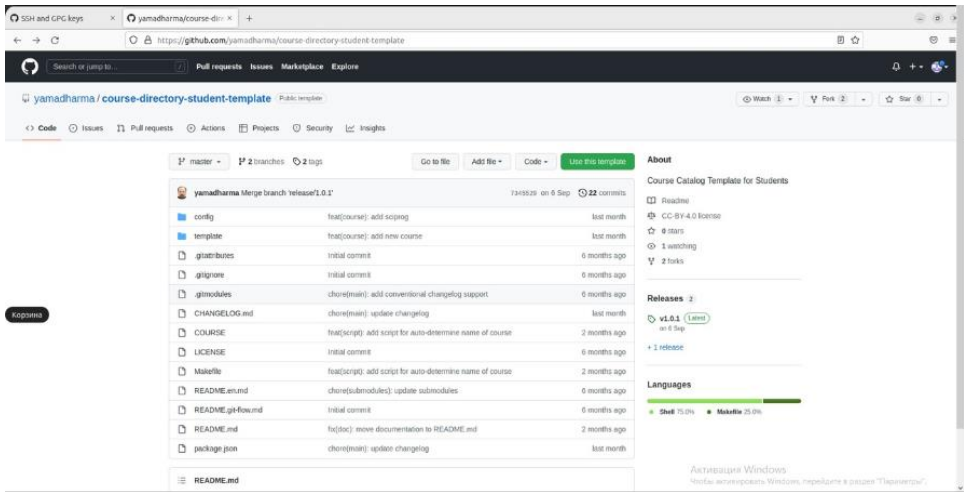 SSH and GPG keys
yamadharma/course-dire
https://github.com/yamadharma/course-directory-student-template
Search or jump to...
Pull requests Issues Marketplace Explore
yamadharma / course-directory-student-template Public template
Watch 1 Fork 2 Star 0
Code Issues Pull requests Actions Projects Security Insights
master 2 branches 2 tags Go to file Add file Code Use this template
yamadharma Merge branch 'release/1.0.1' on 6 Sep 22 commits
config feat(course): add sciprog last month
template feat(course): add new course last month
.gitattributes Initial commit 6 months ago
.gitignore Initial commit 6 months ago
.gitmodules chore(main): add conventional changelog support 6 months ago
CHANGELOG.md chore(main): update changelog last month
COURSE feat(script): add script for auto-determine name of course 2 months ago
LICENSE Initial commit 6 months ago
Makefile feat(script): add script for auto-determine name of course 2 months ago
README.en.md chore(submodules): update submodules 6 months ago
README.git-flow.md Initial commit 6 months ago
README.md fix(doc): move documentation to README.md 2 months ago
package.json chore(main): update changelog last month
README.md
About
Course Catalog Template for Students
Readme
CC-BY-4.0 license
0 stars
1 watching
2 forks
Releases 2
v1.0.1 Latest
on 6 Sep
+ 1 release
Languages
Shell 75.0% Makefile 25.0%
Корзина
Активация Windows
Чтобы активировать Windows, перейдите в раздел "Параметры".